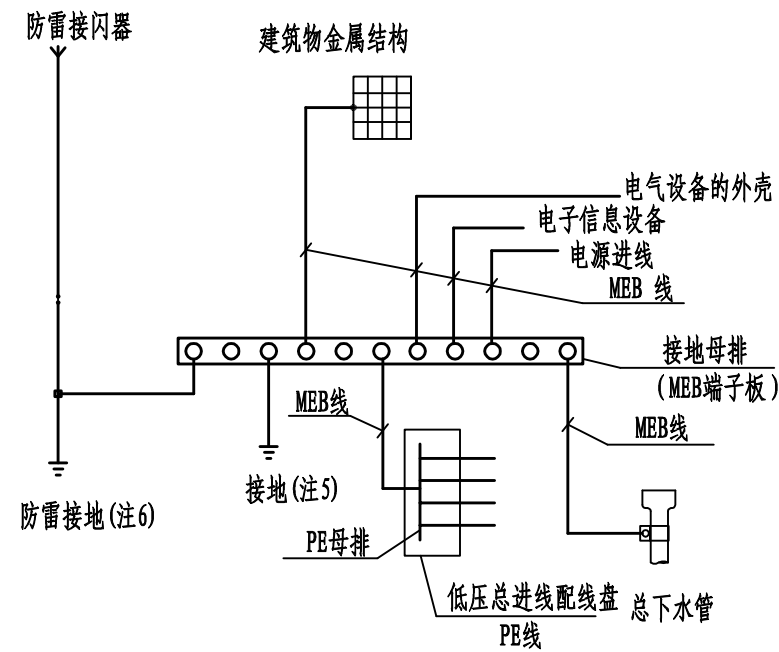 防雷接闪器
建筑物金属结构
电气设备的外壳
电子信息设备
电源进线
MEB 线
接地母排
(MEB端子板)
MEB线
MEB线
接地(注5)
防雷接地(注6)
PE母排
低压总进线配线盘
PE线
总下水管